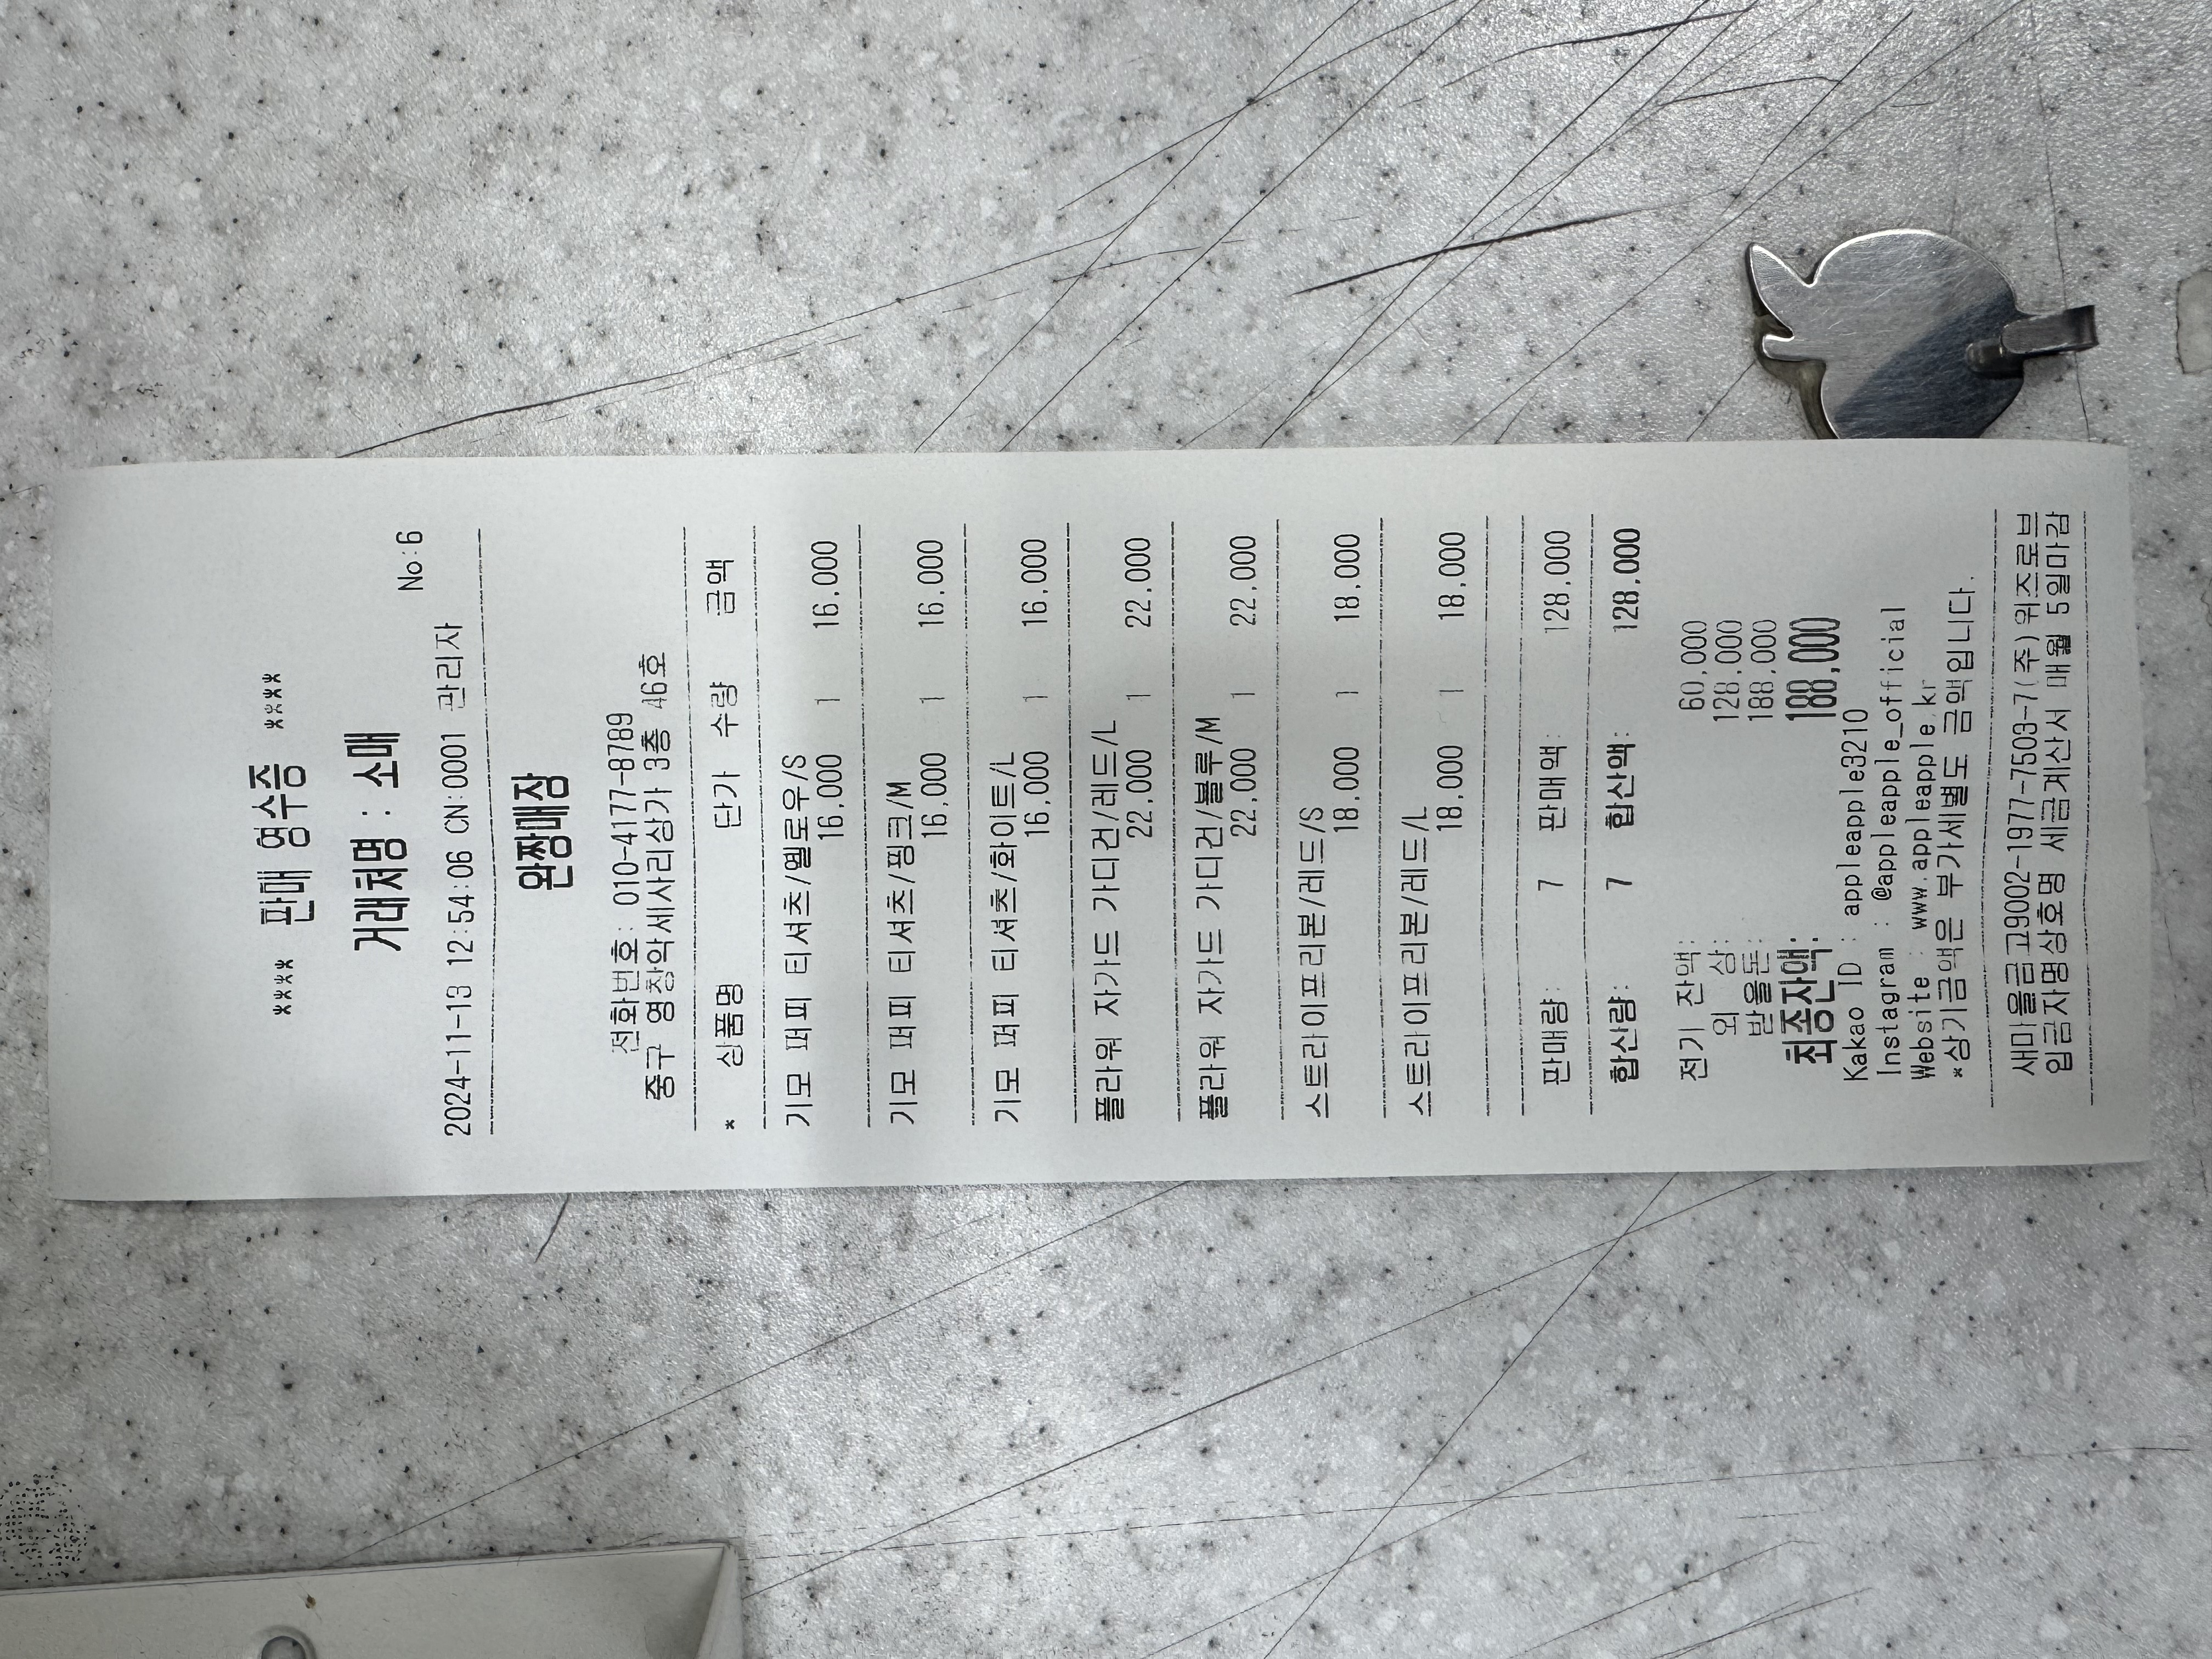 **** 판매 영수증 ****
거래처명 : 소매
No:6
2024-11-13 12:54:06 CN:0001 관리자
완짱매장
전화번호: 010-4177-8789
중구 영창악세사리상가 3층 46호
* 상품명 단가 수량 금액
기모 퍼피 티셔츠/옐로우/S
16,000 1 16,000
기모 퍼피 티셔츠/핑크/M
16,000 1 16,000
기모 퍼피 티셔츠/화이트/L
16,000 1 16,000
플라워 자가드 가디건/레드/L
22,000 1 22,000
플라워 자가드 가디건/블루/M
22,000 1 22,000
스트라이프리본/레드/S
18,000 1 18,000
스트라이프리본/레드/L
18,000 1 18,000
판매량: 7 판매액: 128,000
합산량: 7 합산액: 128,000
전기 잔액: 60,000
외 상: 128,000
받을돈: 188,000
최종잔액: 188,000
Kakao ID : appleapple3210
Instagram : @appleapple_official
Website : www.appleapple.kr
*상기금액은 부가세별도 금액입니다.
새마을금고9002-1977-7503-7(주)위즈로브
입금자명상호명 세금계산서 매월 5일마감